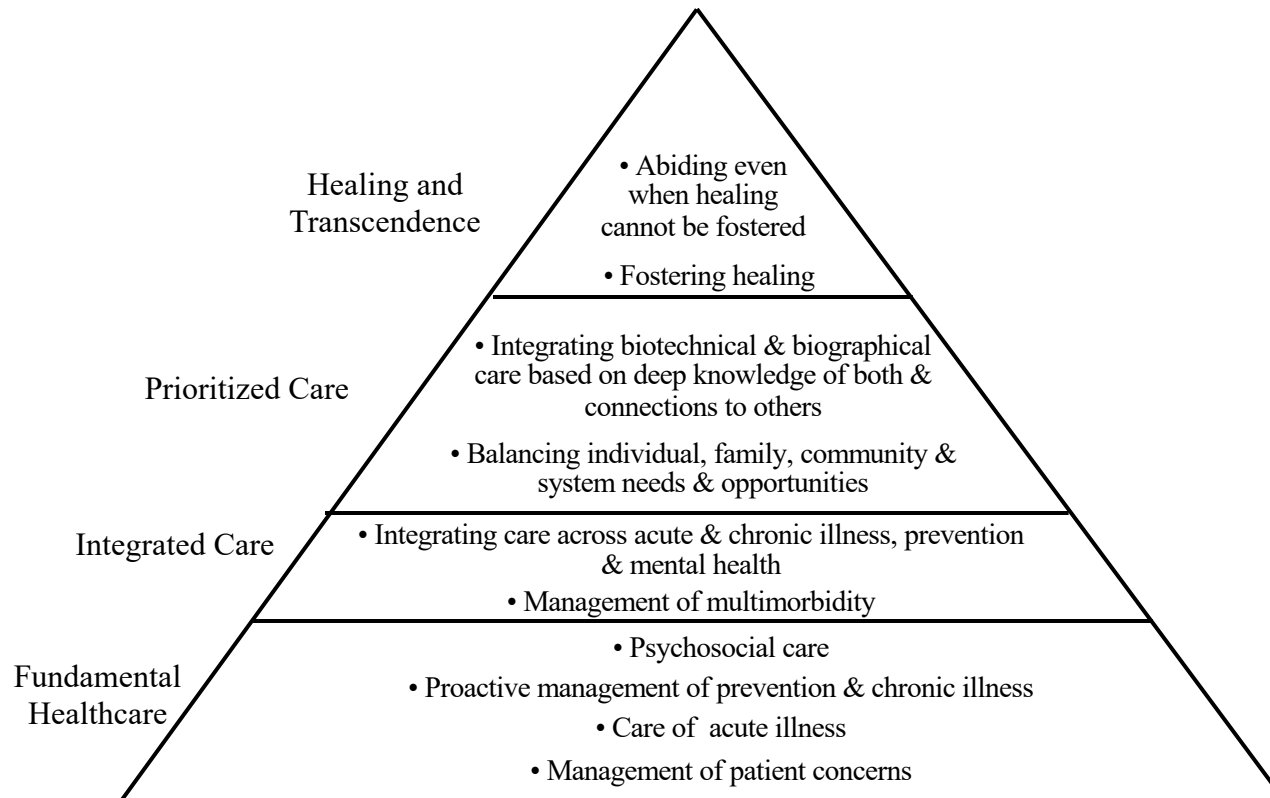 Healing and
Transcendence
• Abiding even
when healing
cannot be fostered
• Fostering healing
Prioritized Care
• Integrating biotechnical & biographical
care based on deep knowledge of both &
connections to others
• Balancing individual, family, community &
system needs & opportunities
Integrated Care
• Integrating care across acute & chronic illness, prevention
& mental health
• Management of multimorbidity
Fundamental
Healthcare
• Psychosocial care
• Proactive management of prevention & chronic illness
• Care of  acute illness
• Management of patient concerns